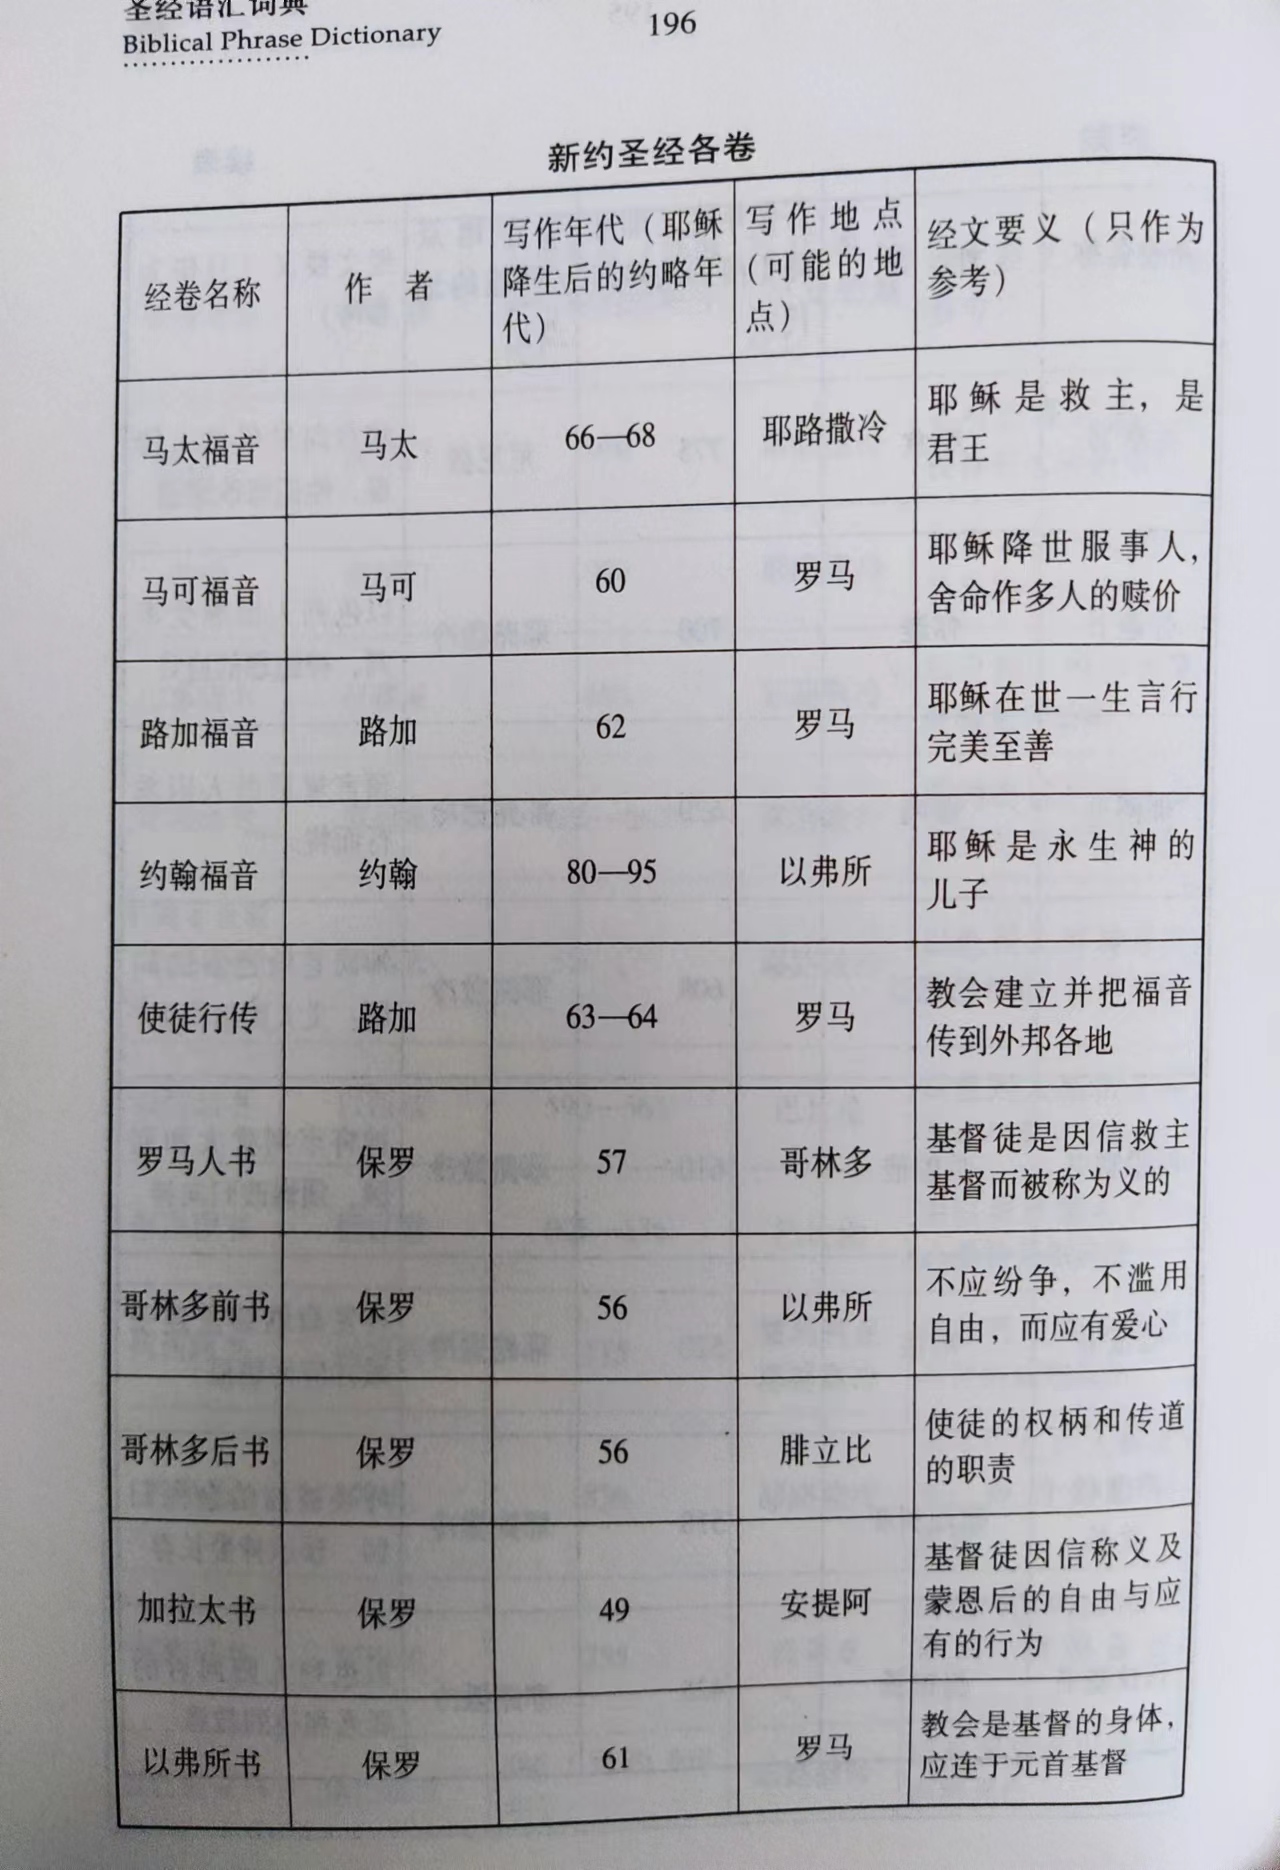 圣经语汇词典
Biblical Phrase Dictionary
196
新约圣经各卷
经卷名称
作 者
写作年代（耶稣
降生后的约略年
代）
写作地点
（可能的地
点）
经文要义（只作为
参考）
马太福音
马太
66—68
耶路撒冷
耶稣是救主，是
君王
马可福音
马可
60
罗马
耶稣降世服事人，
舍命作多人的赎价
路加福音
路加
62
罗马
耶稣在世一生言行
完美至善
约翰福音
约翰
80—95
以弗所
耶稣是永生神的
儿子
使徒行传
路加
63—64
罗马
教会建立并把福音
传到外邦各地
罗马人书
保罗
57
哥林多
基督徒是因信救主
基督而被称为义的
哥林多前书
保罗
56
以弗所
不应纷争，不滥用
自由，而应有爱心
哥林多后书
保罗
56
腓立比
使徒的权柄和传道
的职责
加拉太书
保罗
49
安提阿
基督徒因信称义及
蒙恩后的自由与应
有的行为
以弗所书
保罗
61
罗马
教会是基督的身体，
应连于元首基督